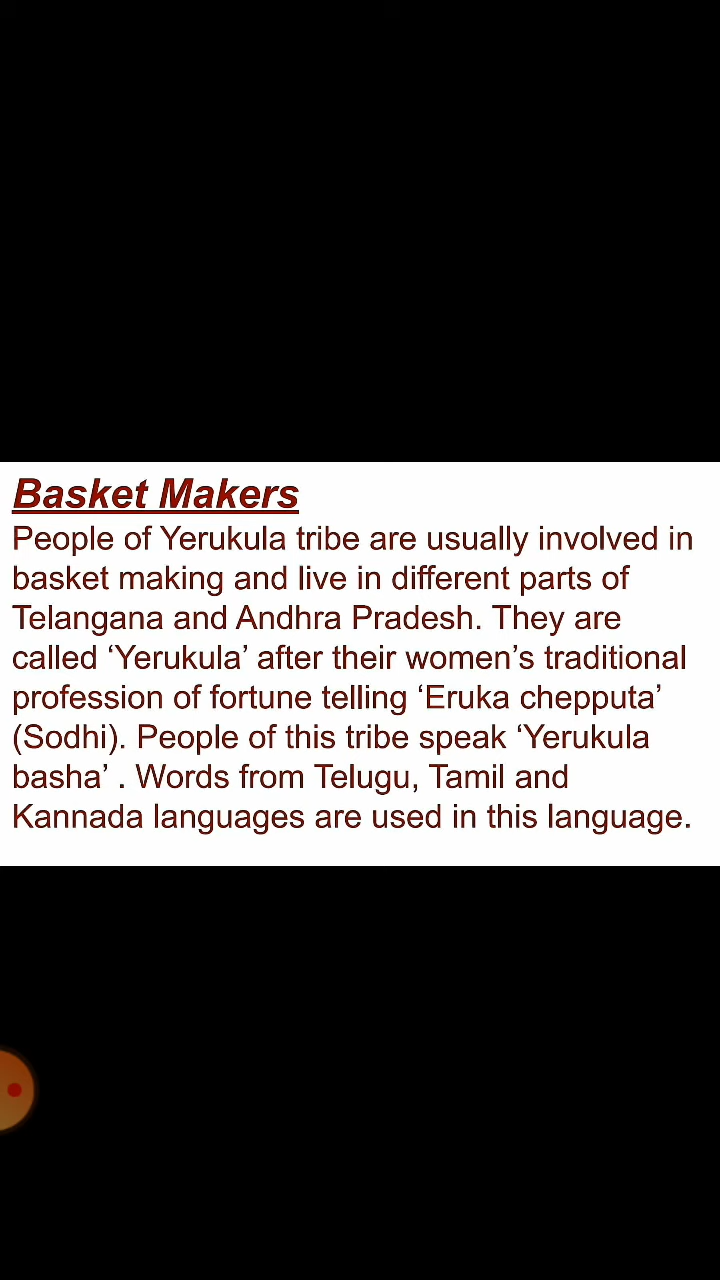 Basket Makers
People of Yerukula tribe are usually involved in
basket making and live in different parts of
Telangana and Andhra Pradesh. They are
called ‘Yerukula’ after their women’s traditional
profession of fortune telling ‘Eruka chepputa’
(Sodhi). People of this tribe speak ‘Yerukula
basha’ . Words from Telugu, Tamil and
Kannada languages are used in this language.